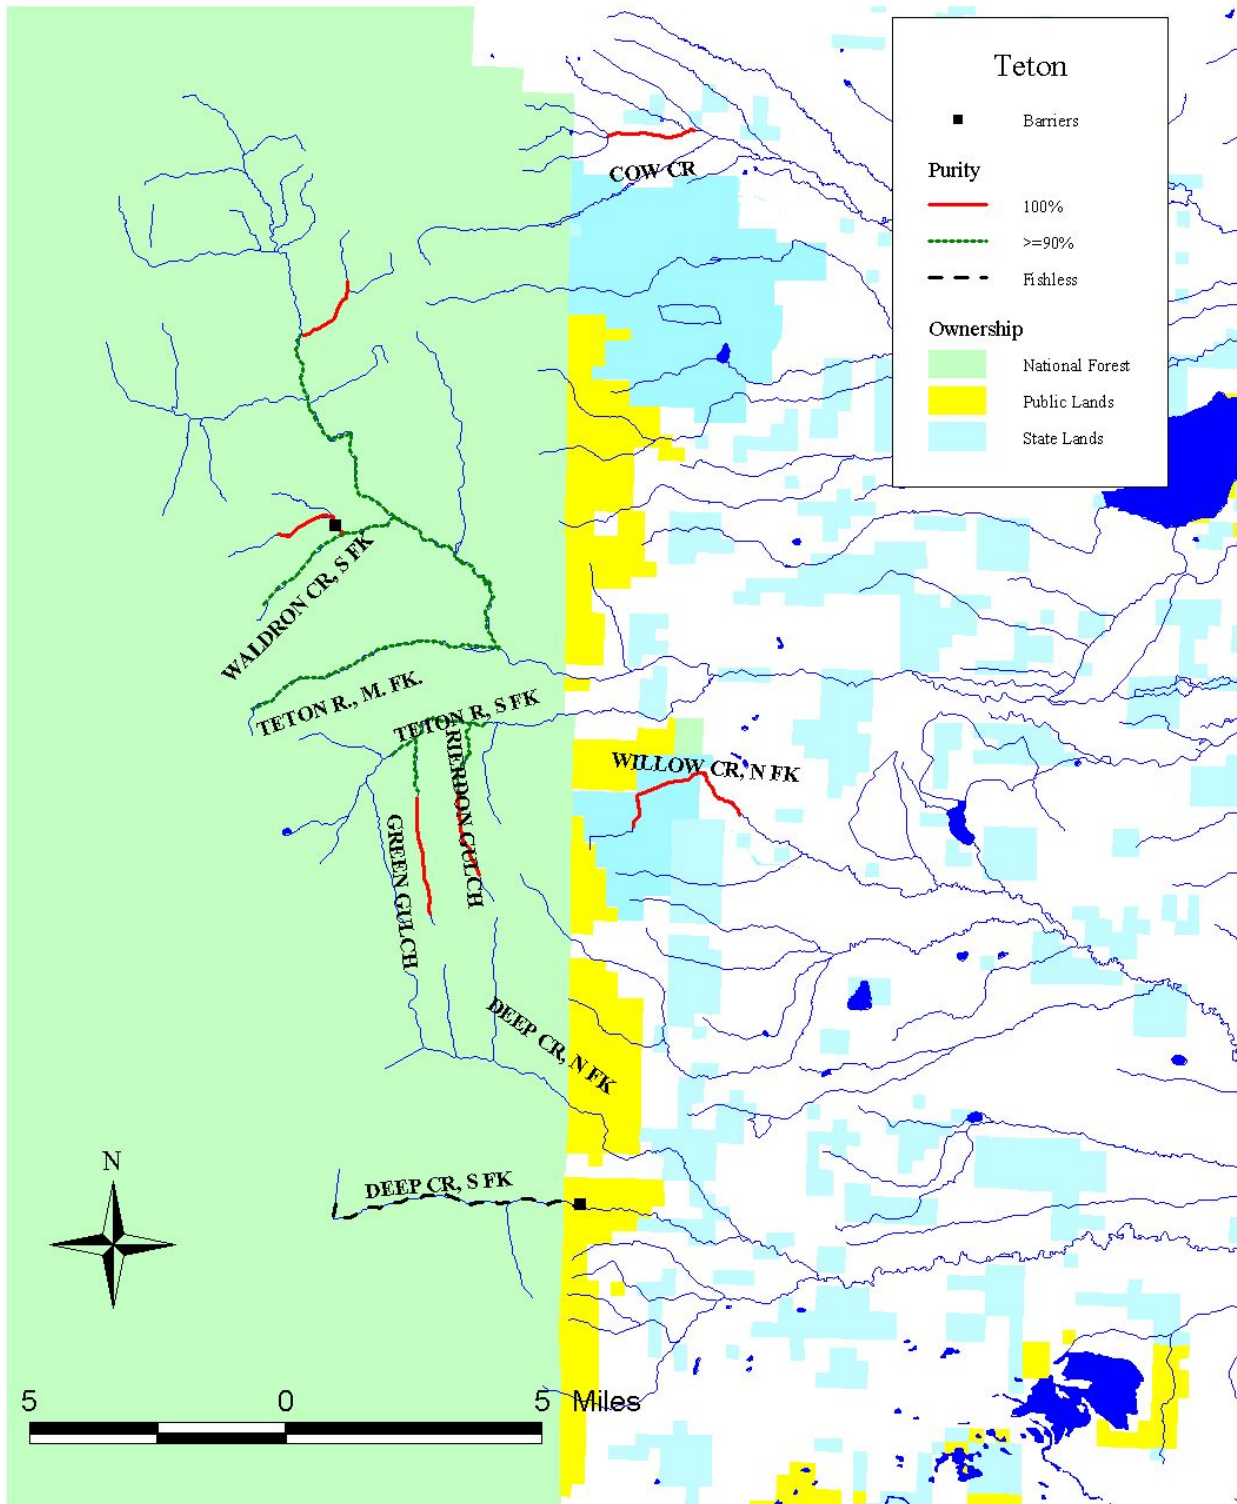 Teton
Barriers
Purity
100%
>=90%
Fishless
Ownership
National Forest
Public Lands
State Lands
COW CR
WALDRON CR, S FK
TETON R., M. FK.
TETON R, S FK
RIERDON GULCH
WILLOW CR, N FK
GREEN GULCH
DEEP CR, N FK
DEEP CR, S FK
N
5 0 5 Miles